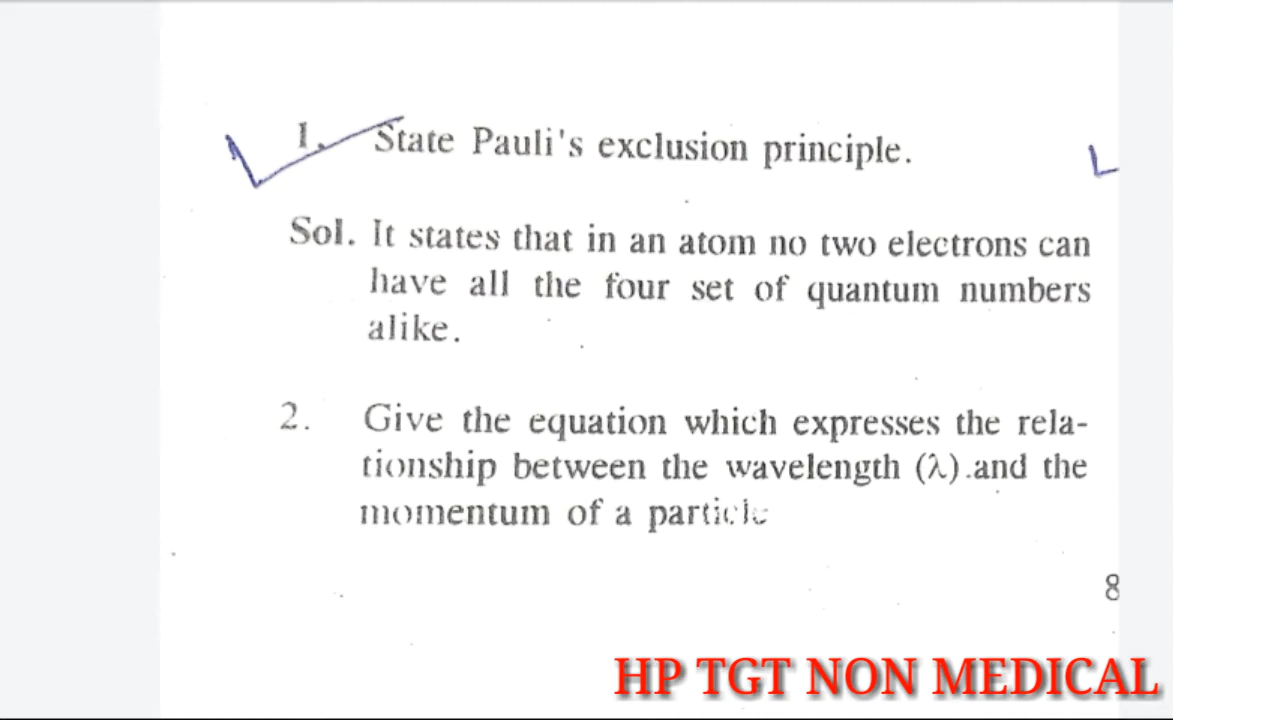 1. State Pauli's exclusion principle.
Sol. It states that in an atom no two electrons can
have all the four set of quantum numbers
alike.
2. Give the equation which expresses the rela-
tionship between the wavelength (λ) and the
momentum of a particle
8
HP TGT NON MEDICAL